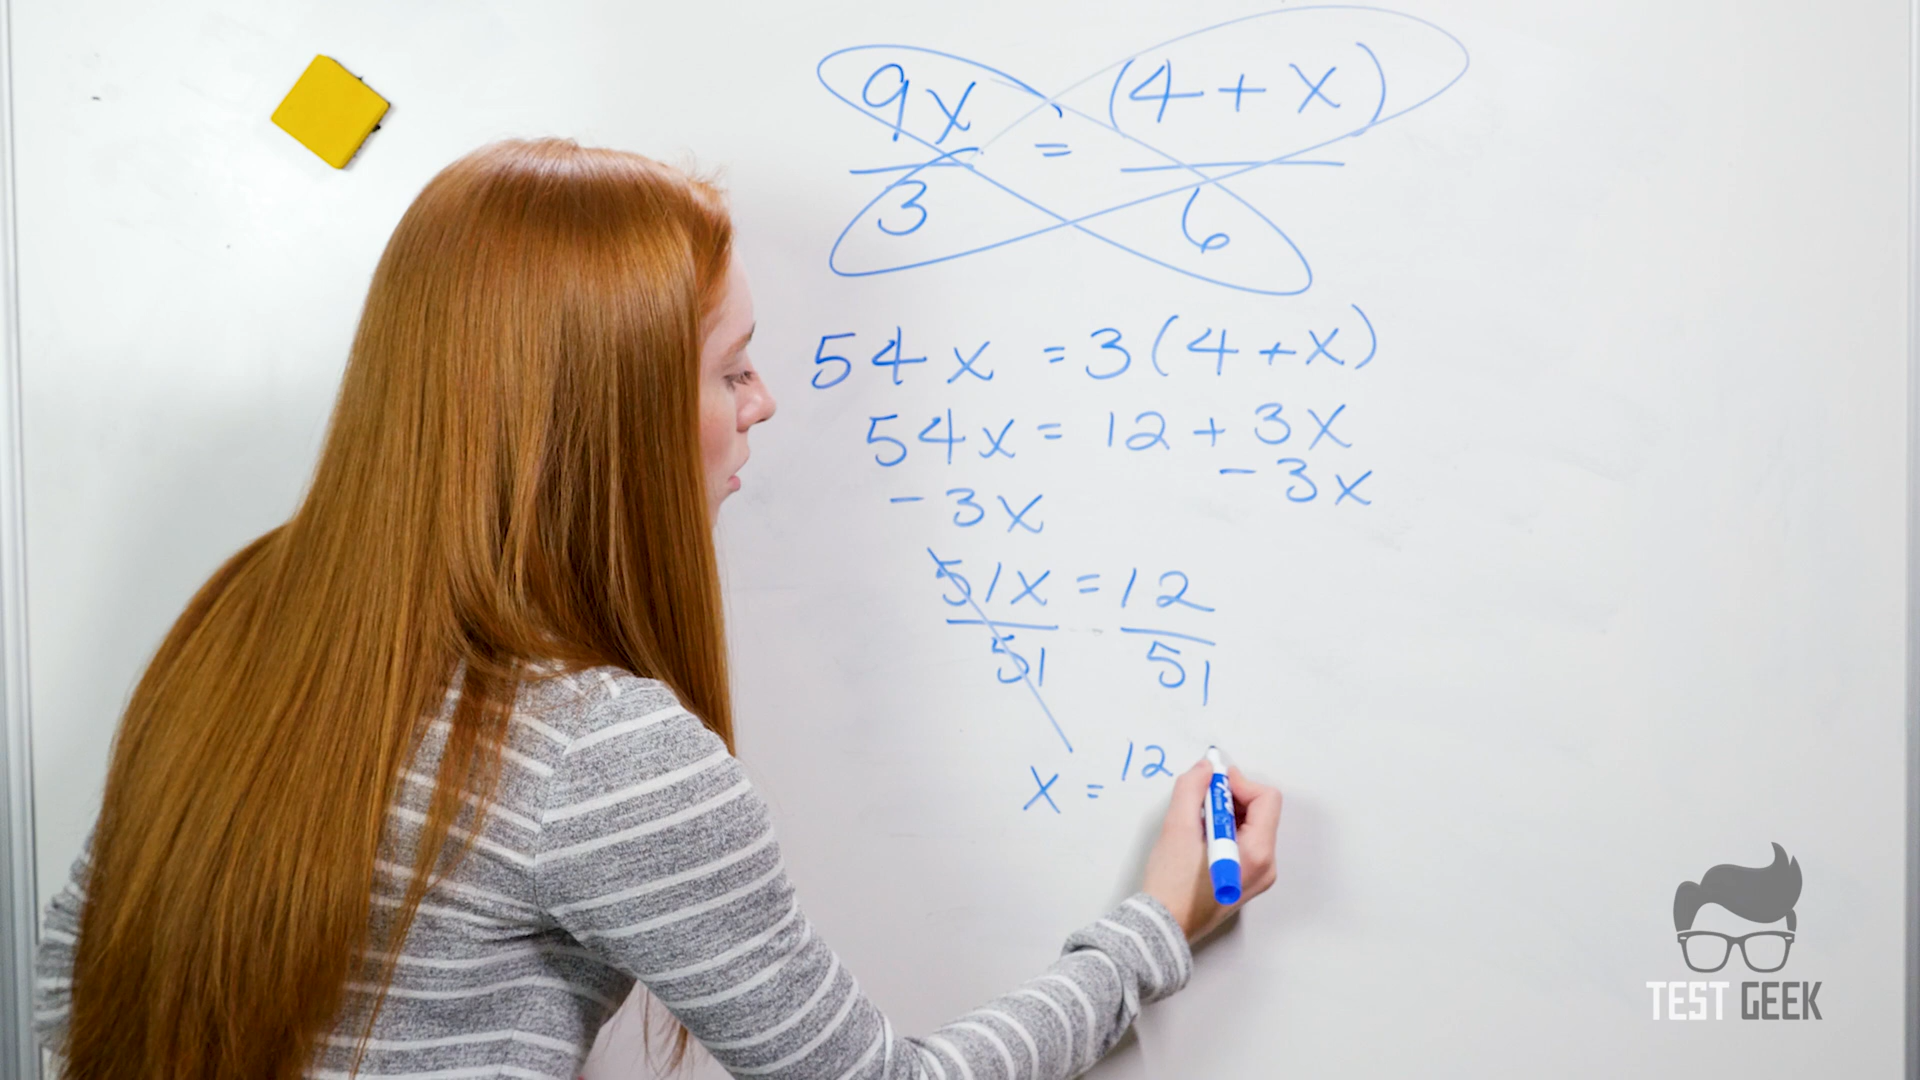 9x = (4 + x)
3 6
54x = 3(4 + x)
54x = 12 + 3x
- 3x - 3x
51x = 12
51 51
x = 12
TEST GEEK